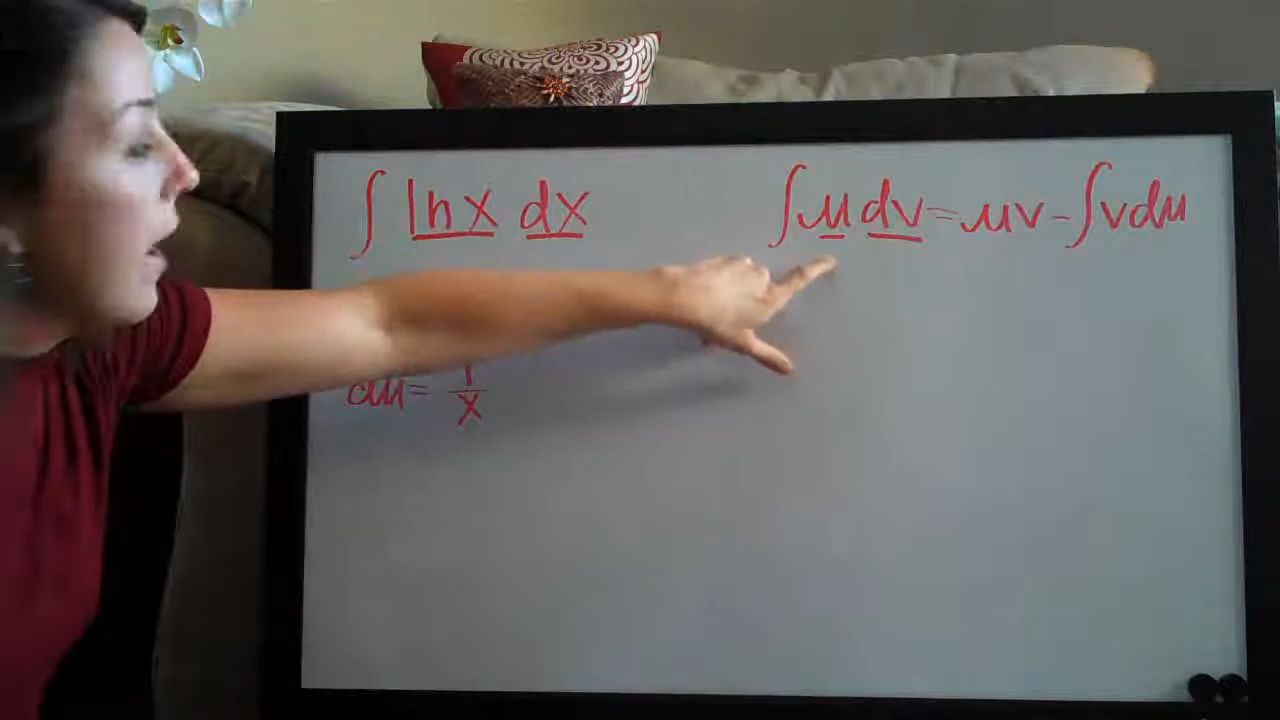 ∫ ln x dx
∫ u dv = uv - ∫ v du
du = 1/x